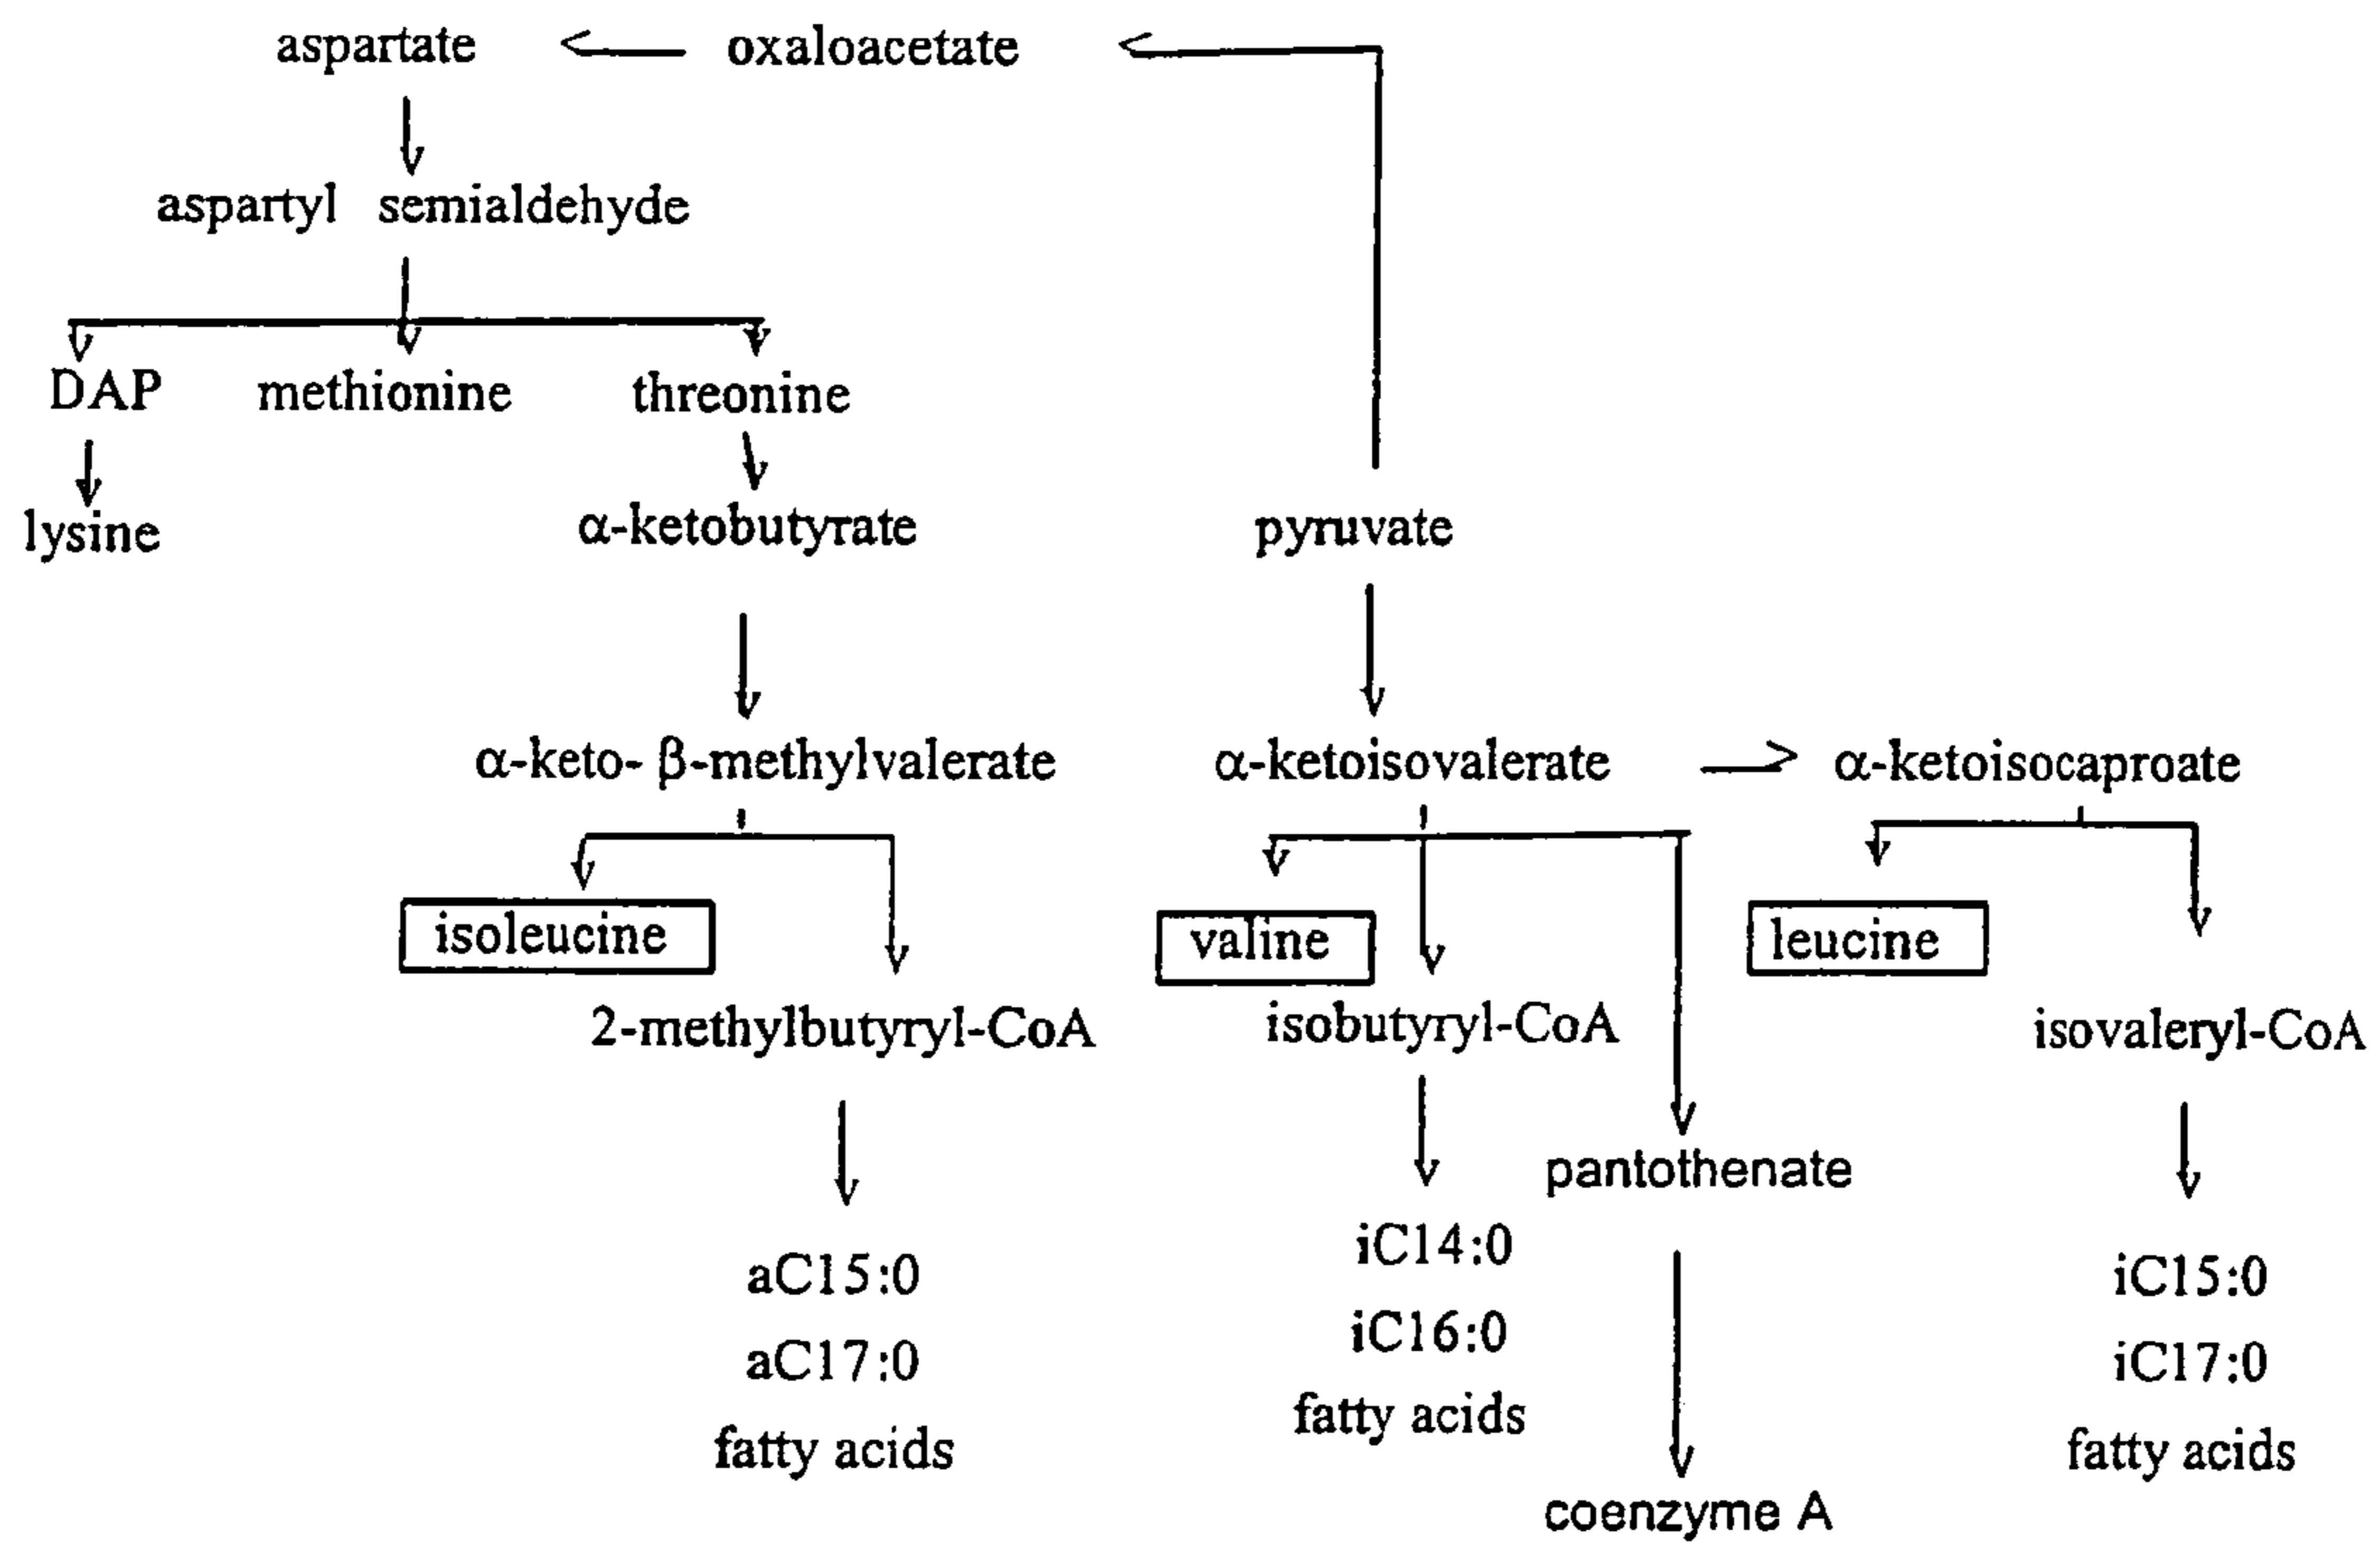 aspartate oxaloacetate
aspartyl semialdehyde
DAP methionine threonine
lysine α-ketobutyrate pyruvate
α-keto- β-methylvalerate α-ketoisovalerate α-ketoisocaproate
isoleucine valine leucine
2-methylbutyryl-CoA isobutyryl-CoA isovaleryl-CoA
pantothenate
aC15:0 iC14:0 iC15:0
aC17:0 iC16:0 iC17:0
fatty acids fatty acids fatty acids
coenzyme A